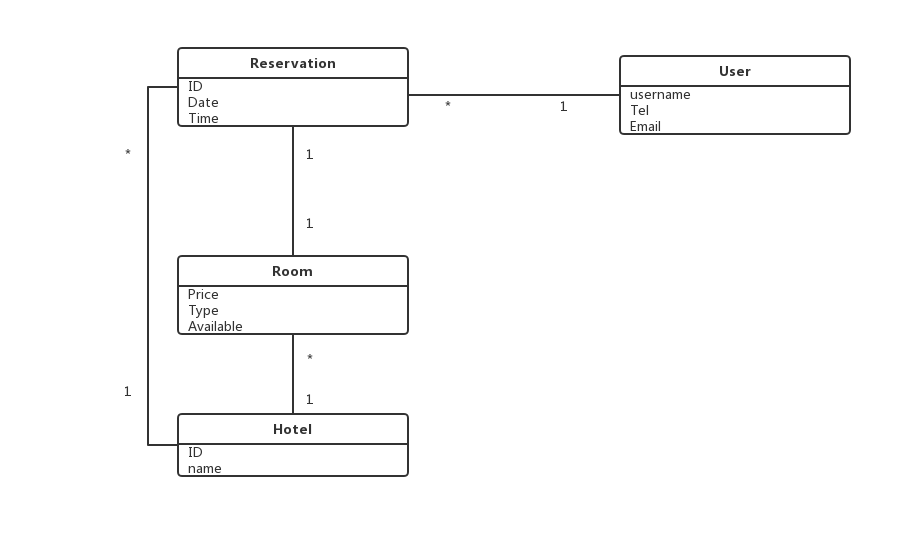 Reservation
ID
Date
Time
User
username
Tel
Email
* 1
*
1
1
Room
Price
Type
Available
*
1
1
Hotel
ID
name